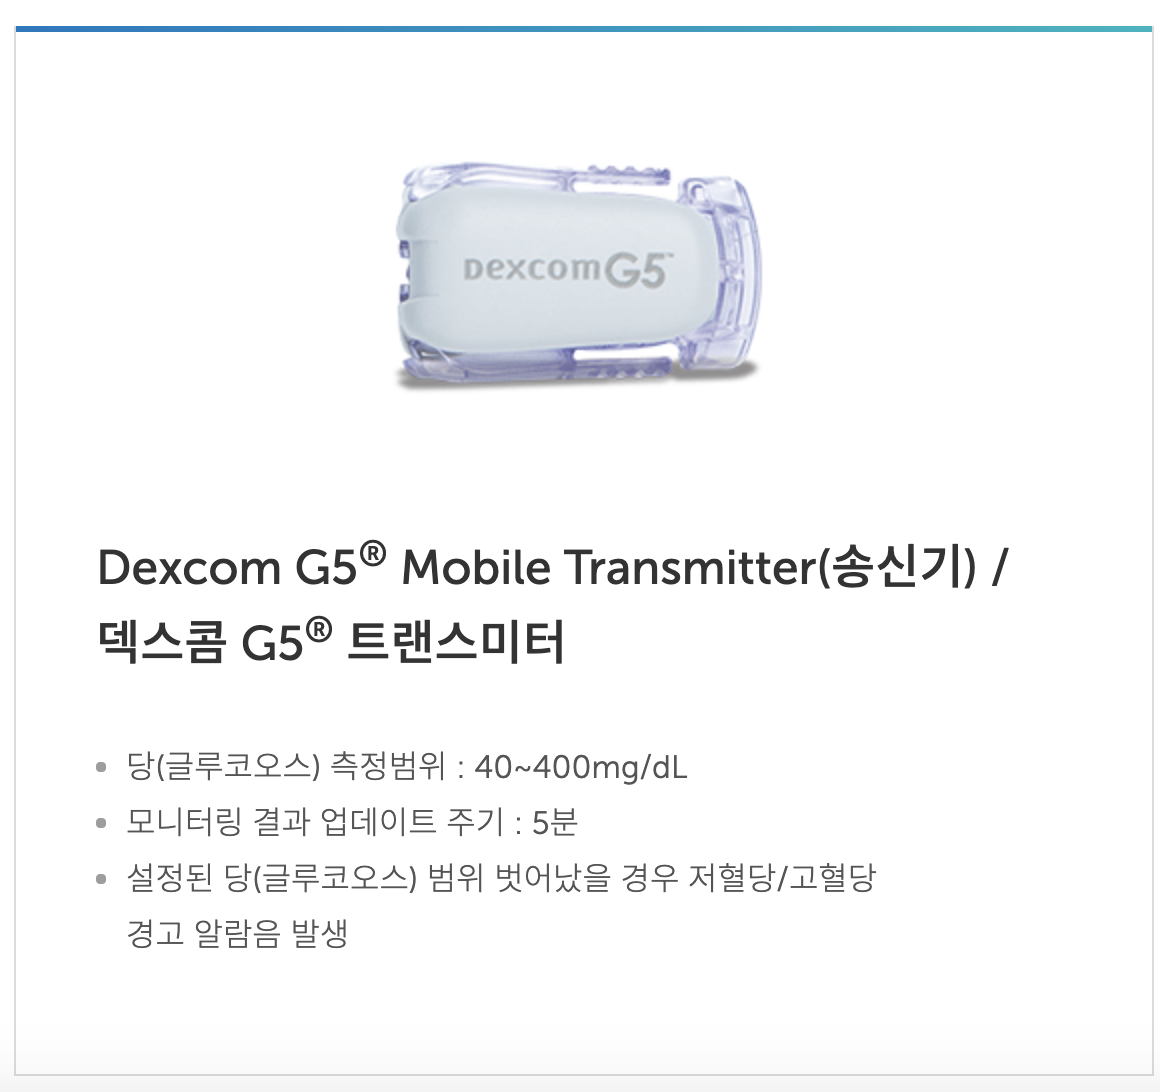 Dexcom G5™
Dexcom G5® Mobile Transmitter(송신기) /
덱스콤 G5® 트랜스미터
당(글루코오스) 측정범위 : 40~400mg/dL
모니터링 결과 업데이트 주기 : 5분
설정된 당(글루코오스) 범위 벗어났을 경우 저혈당/고혈당
경고 알람음 발생